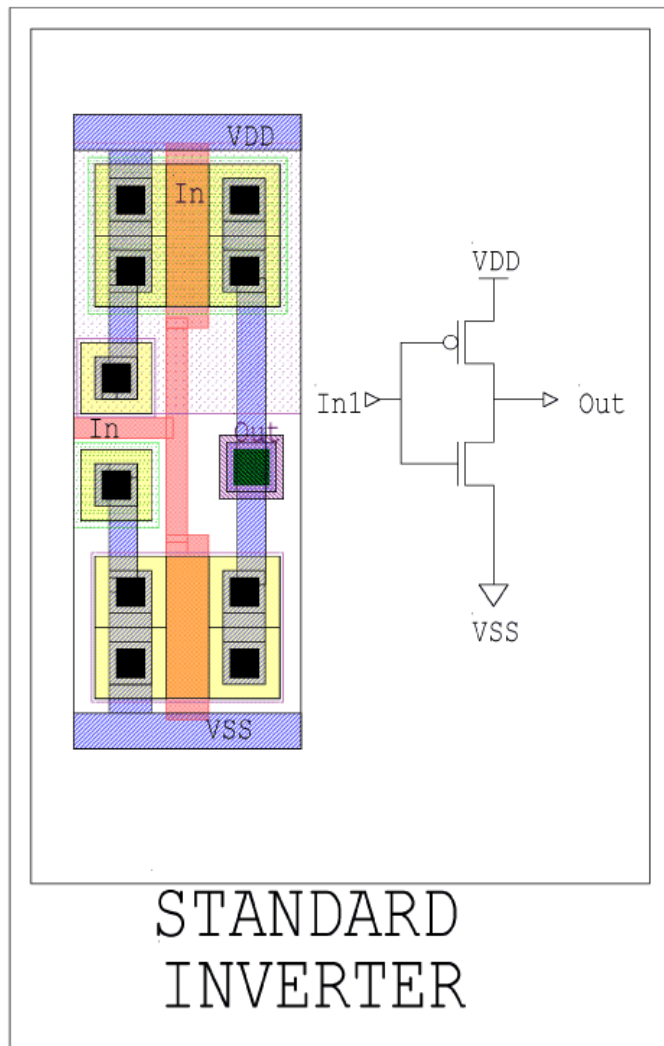 VDD
In
In
Out
VSS
VDD
In1
Out
VSS
STANDARD
INVERTER